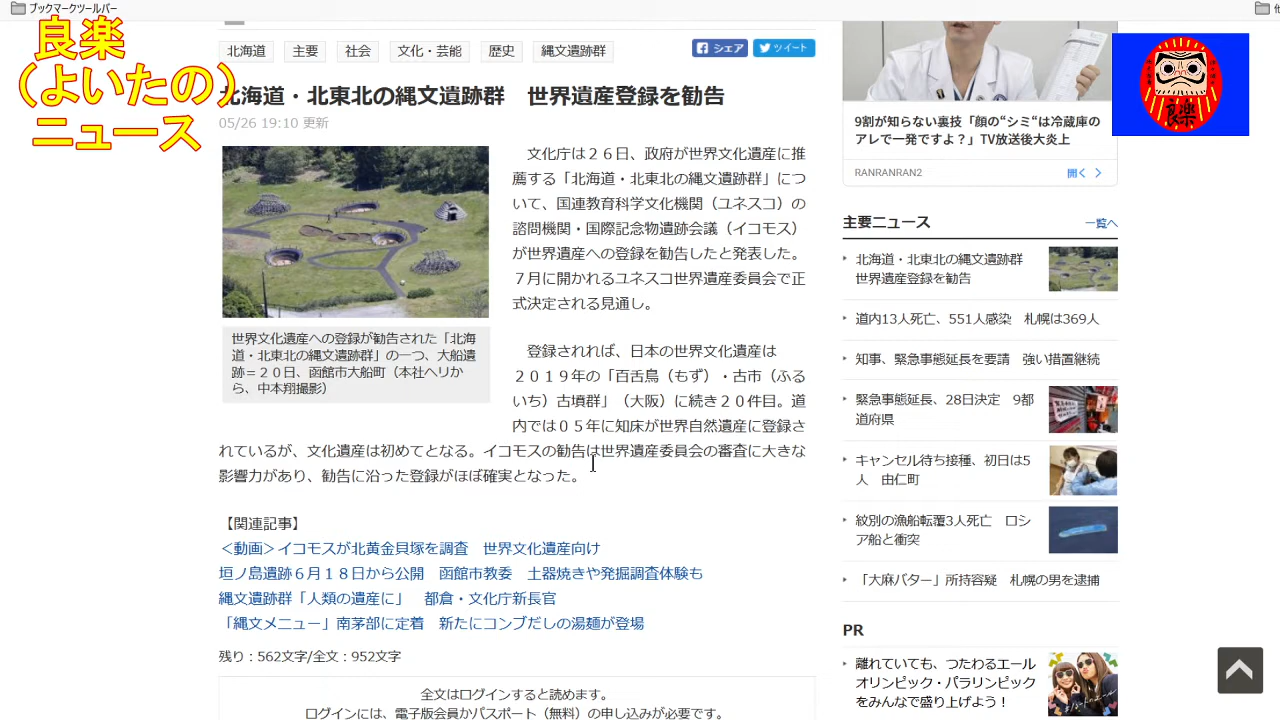 ブックマークツールバー
他
良楽
（よいたの）
ニュース
北海道
主要
社会
文化・芸能
歴史
縄文遺跡群
シェア
ツイート
北海道・北東北の縄文遺跡群　世界遺産登録を勧告
05/26 19:10 更新
文化庁は２６日、政府が世界文化遺産に推
薦する「北海道・北東北の縄文遺跡群」につ
いて、国連教育科学文化機関（ユネスコ）の
諮問機関・国際記念物遺跡会議（イコモス）
が世界遺産への登録を勧告したと発表した。
７月に開かれるユネスコ世界遺産委員会で正
式決定される見通し。
世界文化遺産への登録が勧告された「北海
道・北東北の縄文遺跡群」の一つ、大船遺
跡＝２０日、函館市大船町（本社ヘリか
ら、中本翔撮影）
登録されれば、日本の世界文化遺産は
２０１９年の「百舌鳥（もず）・古市（ふる
いち）古墳群」（大阪）に続き２０件目。道
内では０５年に知床が世界自然遺産に登録さ
れているが、文化遺産は初めてとなる。イコモスの勧告は世界遺産委員会の審査に大きな
影響力があり、勧告に沿った登録がほぼ確実となった。
【関連記事】
＜動画＞イコモスが北黄金貝塚を調査　世界文化遺産向け
垣ノ島遺跡６月１８日から公開　函館市教委　土器焼きや発掘調査体験も
縄文遺跡群「人類の遺産に」　都倉・文化庁新長官
「縄文メニュー」南茅部に定着　新たにコンブだしの湯麺が登場
残り：562文字/全文：952文字
全文はログインすると読めます。
ログインには、電子版会員かパスポート（無料）の申し込みが必要です。
良楽
9割が知らない裏技「顔の“シミ“は冷蔵庫の
アレで一発ですよ？」TV放送後大炎上
RANRANRAN2
開く
主要ニュース
一覧へ
北海道・北東北の縄文遺跡群
世界遺産登録を勧告
道内13人死亡、551人感染　札幌は369人
知事、緊急事態延長を要請　強い措置継続
緊急事態延長、28日決定　9都
道府県
キャンセル待ち接種、初日は5
人　由仁町
紋別の漁船転覆3人死亡　ロシ
ア船と衝突
「大麻バター」所持容疑　札幌の男を逮捕
PR
離れていても、つたわるエール
オリンピック・パラリンピック
をみんなで盛り上げよう！